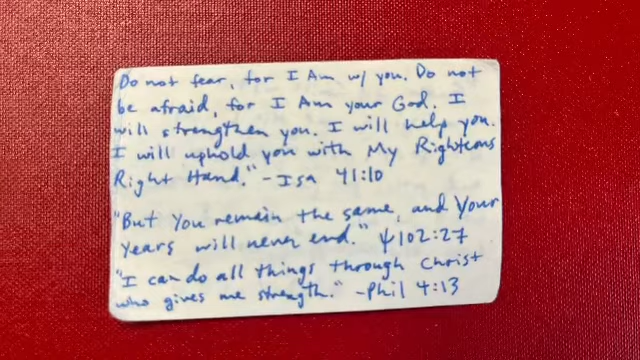 Do not fear, for I Am w/ you. Do not
be afraid, for I Am your God. I
will strengthen you. I will help you.
I will uphold you with My Righteous
Right Hand." -Isa 41:10
"But You remain the same, and Your
Years will never end." ψ102:27
"I can do all things through Christ
who gives me strength." -Phil 4:13